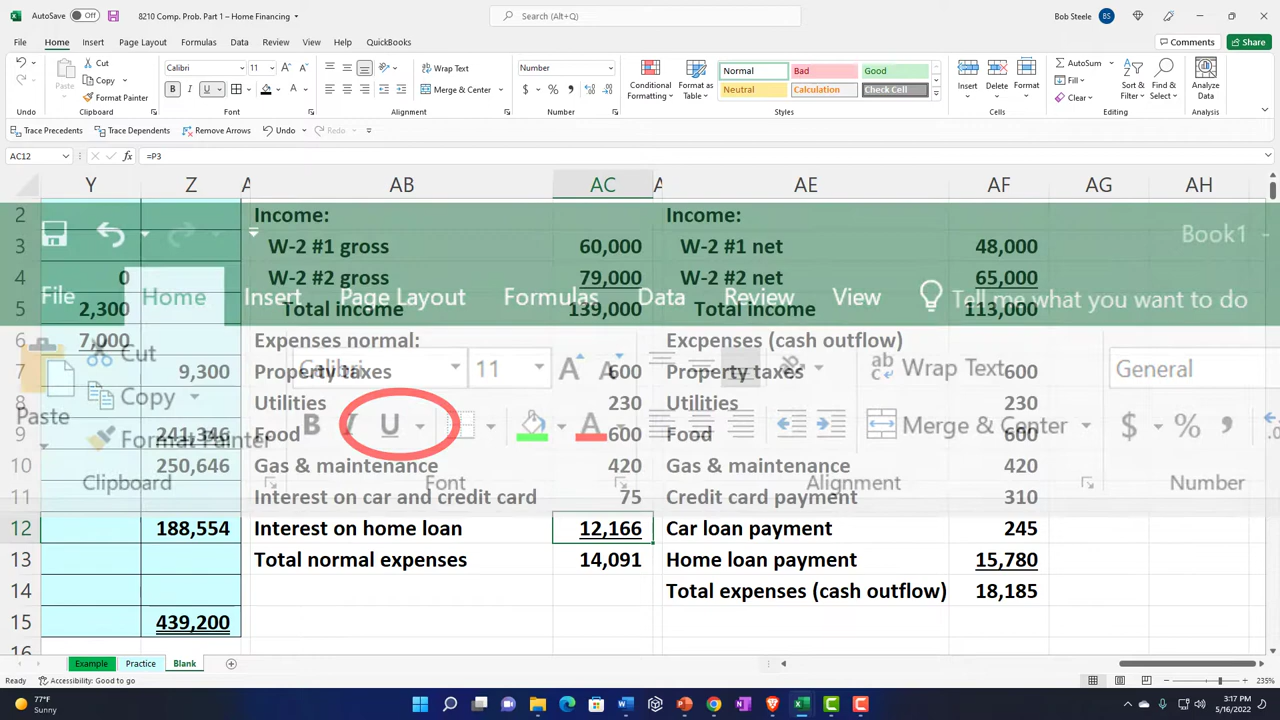 AutoSave Off 8210 Comp. Prob. Part 1 – Home Financing Search (Alt+Q) Bob Steele BS
File Home Insert Page Layout Formulas Data Review View Help QuickBooks Comments Share
Cut Calibri 11 Wrap Text Number Normal Bad Good AutoSum
Copy Fill
Paste Format Painter B U Merge & Center $ % Conditional Formatting Format as Table Neutral Calculation Check Cell Insert Delete Format Clear Sort & Filter Find & Select Analyze Data
Undo Clipboard Font Alignment Number Styles Cells Editing Analysis
Trace Precedents Trace Dependents Remove Arrows Undo Redo
AC12 fx =P3
Y Z A AB AC A AE AF AG AH
2 Income: Income:
Book1 -
3 W-2 #1 gross 60,000 W-2 #1 net 48,000
4 0 W-2 #2 gross 79,000 W-2 #2 net 65,000
File Home Insert Page Layout Formulas Data Review View Tell me what you want to do
5 2,300 Total income 139,000 Total income 113,000
6 7,000 Expenses normal: Excpenses (cash outflow)
Cut
7 9,300 Property taxes 600 Property taxes 600
Calibri 11 Wrap Text General
8 Utilities 230 Utilities 230
Copy
Paste
B I U A Merge & Center $ %
9 241,346 Food 600 Food 600
Format Painter
10 250,646 Gas & maintenance 420 Gas & maintenance 420
Clipboard Font Alignment Number
11 Interest on car and credit card 75 Credit card payment 310
12 188,554 Interest on home loan 12,166 Car loan payment 245
13 Total normal expenses 14,091 Home loan payment 15,780
14 Total expenses (cash outflow) 18,185
15 439,200
16
Example Practice Blank
Ready Accessibility: Good to go 235%
77°F
Sunny
3:17 PM
5/16/2022